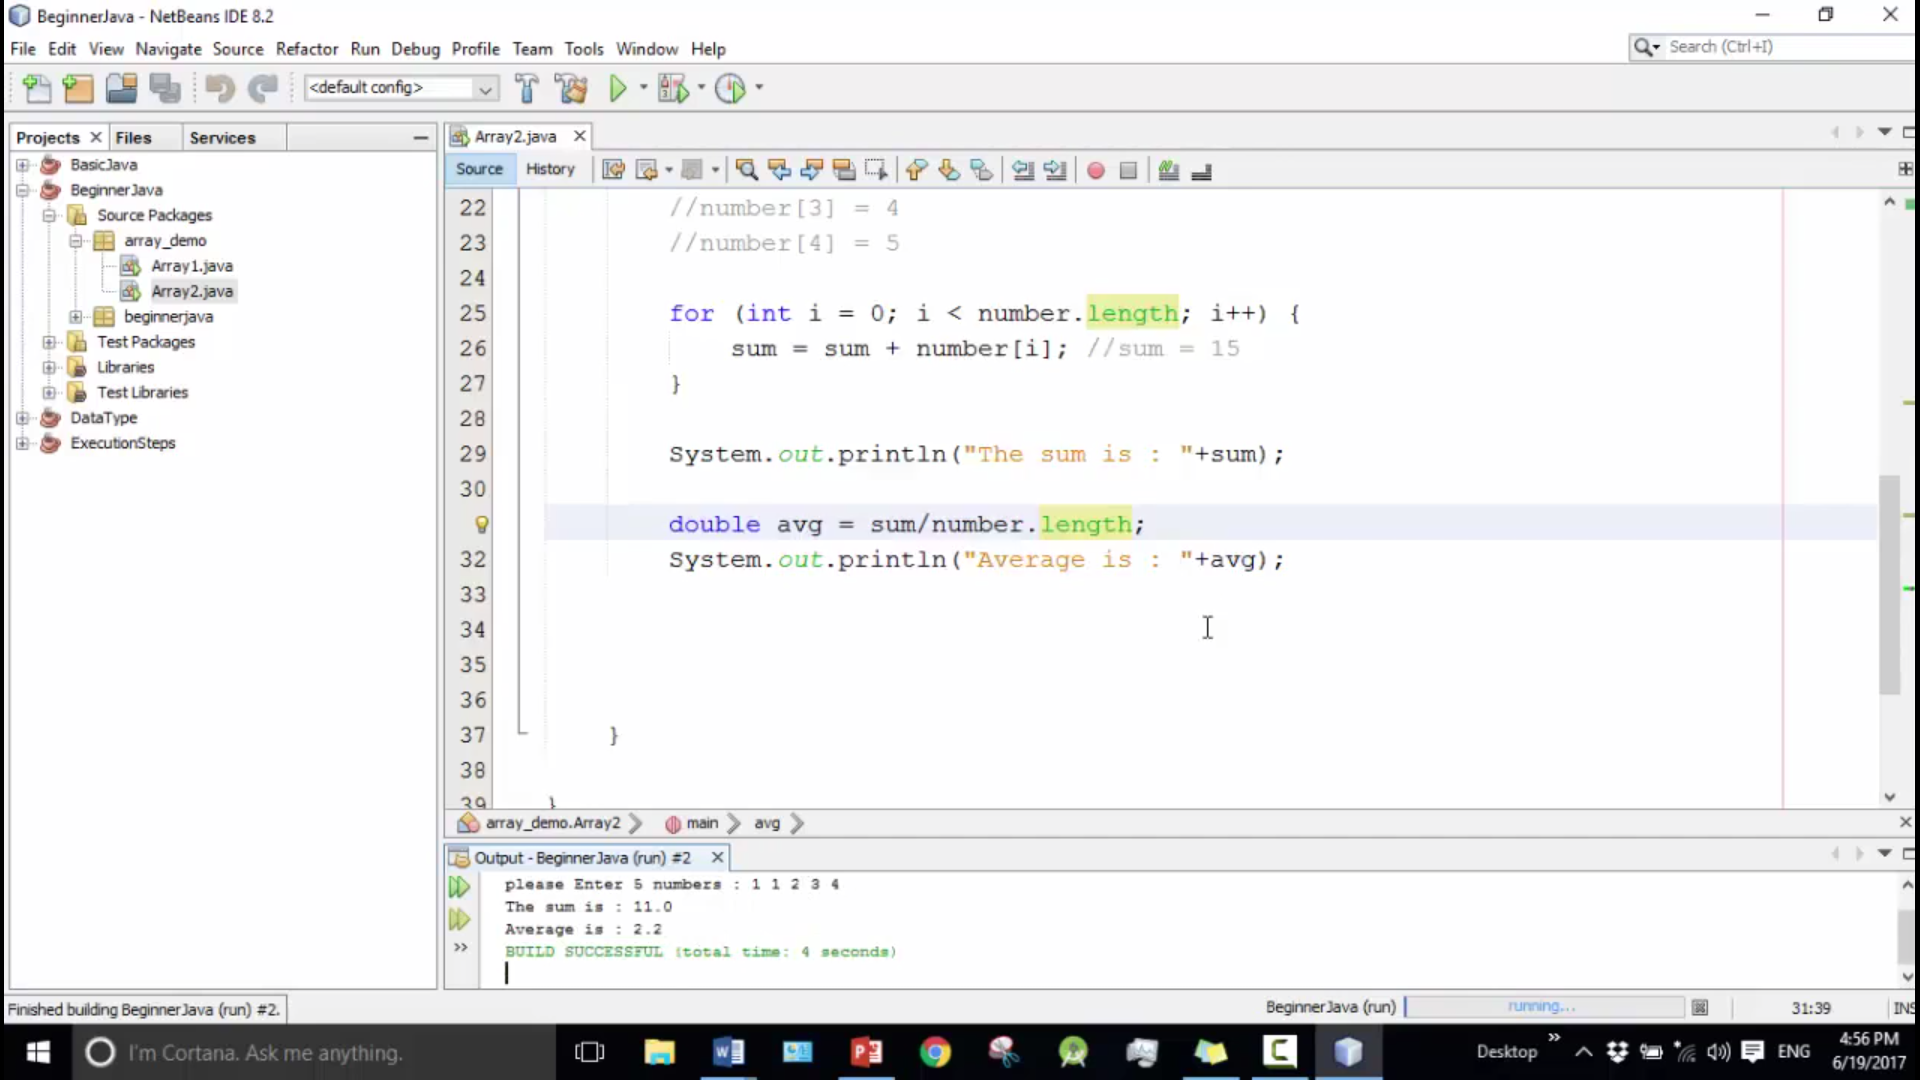 BeginnerJava - NetBeans IDE 8.2
File Edit View Navigate Source Refactor Run Debug Profile Team Tools Window Help
Search (Ctrl+I)
<default config>
Projects Files Services
BasicJava
BeginnerJava
Source Packages
array_demo
Array1.java
Array2.java
beginnerjava
Test Packages
Libraries
Test Libraries
DataType
ExecutionSteps
Array2.java
Source History
22 //number[3] = 4
23 //number[4] = 5
24
25 for (int i = 0; i < number.length; i++) {
26 sum = sum + number[i]; //sum = 15
27 }
28
29 System.out.println("The sum is : "+sum);
30
double avg = sum/number.length;
32 System.out.println("Average is : "+avg);
33
34
35
36
37 }
38
39 }
array_demo.Array2 main avg
Output - BeginnerJava (run) #2
please Enter 5 numbers : 1 1 2 3 4
The sum is : 11.0
Average is : 2.2
BUILD SUCCESSFUL (total time: 4 seconds)
Finished building BeginnerJava (run) #2.
BeginnerJava (run) running... 31:39 INS
I'm Cortana. Ask me anything.
Desktop ENG
4:56 PM
6/19/2017